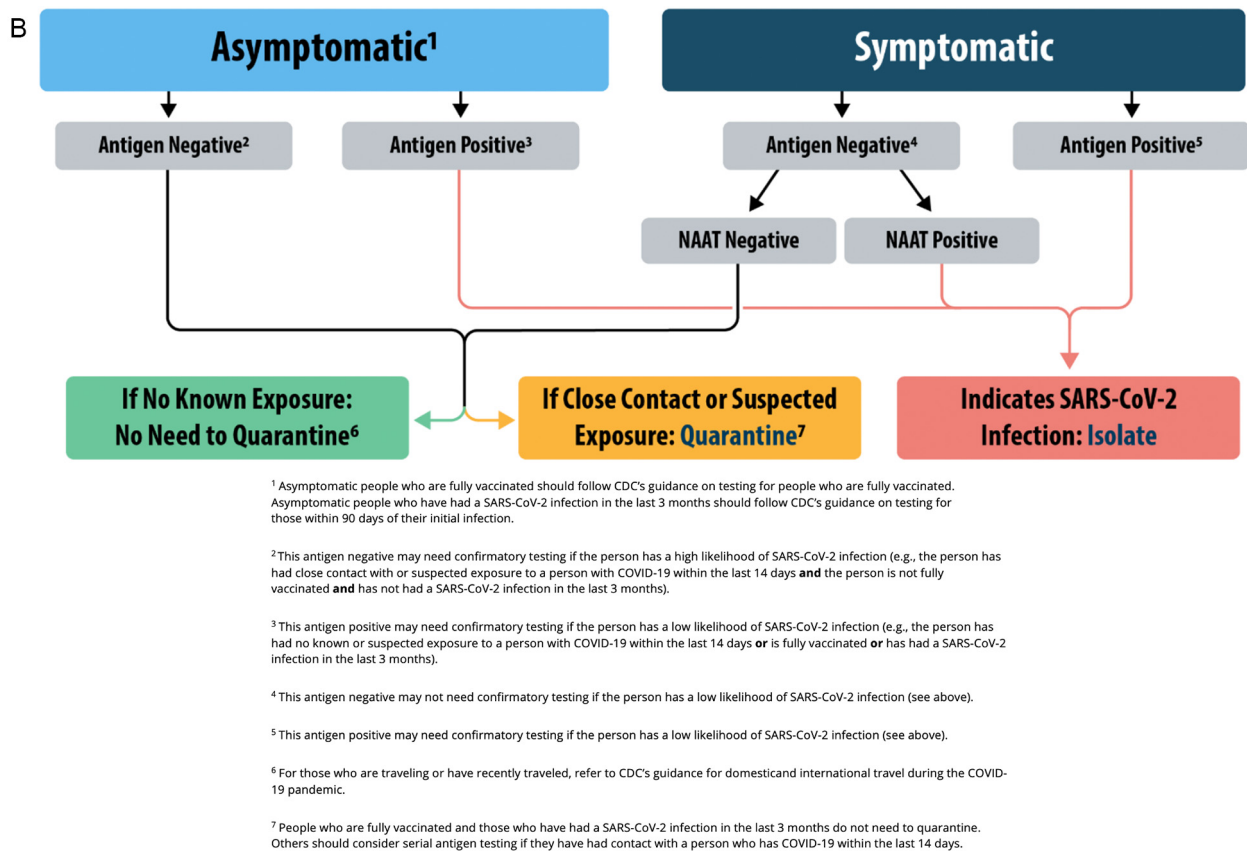 B
Asymptomatic¹
Symptomatic
Antigen Negative²
Antigen Positive³
Antigen Negative⁴
Antigen Positive⁵
NAAT Negative
NAAT Positive
If No Known Exposure:
No Need to Quarantine⁶
If Close Contact or Suspected
Exposure: Quarantine⁷
Indicates SARS-CoV-2
Infection: Isolate
¹ Asymptomatic people who are fully vaccinated should follow CDC's guidance on testing for people who are fully vaccinated.
Asymptomatic people who have had a SARS-CoV-2 infection in the last 3 months should follow CDC's guidance on testing for
those within 90 days of their initial infection.
² This antigen negative may need confirmatory testing if the person has a high likelihood of SARS-CoV-2 infection (e.g., the person has
had close contact with or suspected exposure to a person with COVID-19 within the last 14 days and the person is not fully
vaccinated and has not had a SARS-CoV-2 infection in the last 3 months).
³ This antigen positive may need confirmatory testing if the person has a low likelihood of SARS-CoV-2 infection (e.g., the person has
had no known or suspected exposure to a person with COVID-19 within the last 14 days or is fully vaccinated or has had a SARS-CoV-2
infection in the last 3 months).
⁴ This antigen negative may not need confirmatory testing if the person has a low likelihood of SARS-CoV-2 infection (see above).
⁵ This antigen positive may need confirmatory testing if the person has a low likelihood of SARS-CoV-2 infection (see above).
⁶ For those who are traveling or have recently traveled, refer to CDC's guidance for domesticand international travel during the COVID-
19 pandemic.
⁷ People who are fully vaccinated and those who have had a SARS-CoV-2 infection in the last 3 months do not need to quarantine.
Others should consider serial antigen testing if they have had contact with a person who has COVID-19 within the last 14 days.